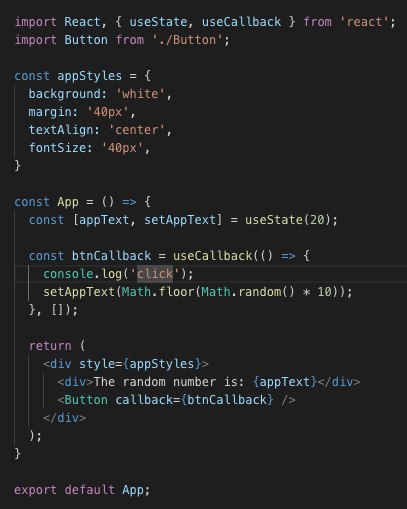 import React, { useState, useCallback } from 'react';
import Button from './Button';

const appStyles = {
  background: 'white',
  margin: '40px',
  textAlign: 'center',
  fontSize: '40px',
}

const App = () => {
  const [appText, setAppText] = useState(20);

  const btnCallback = useCallback(() => {
    console.log('click');
    setAppText(Math.floor(Math.random() * 10));
  }, []);

  return (
    <div style={appStyles}>
      <div>The random number is: {appText}</div>
      <Button callback={btnCallback} />
    </div>
  );
}

export default App;